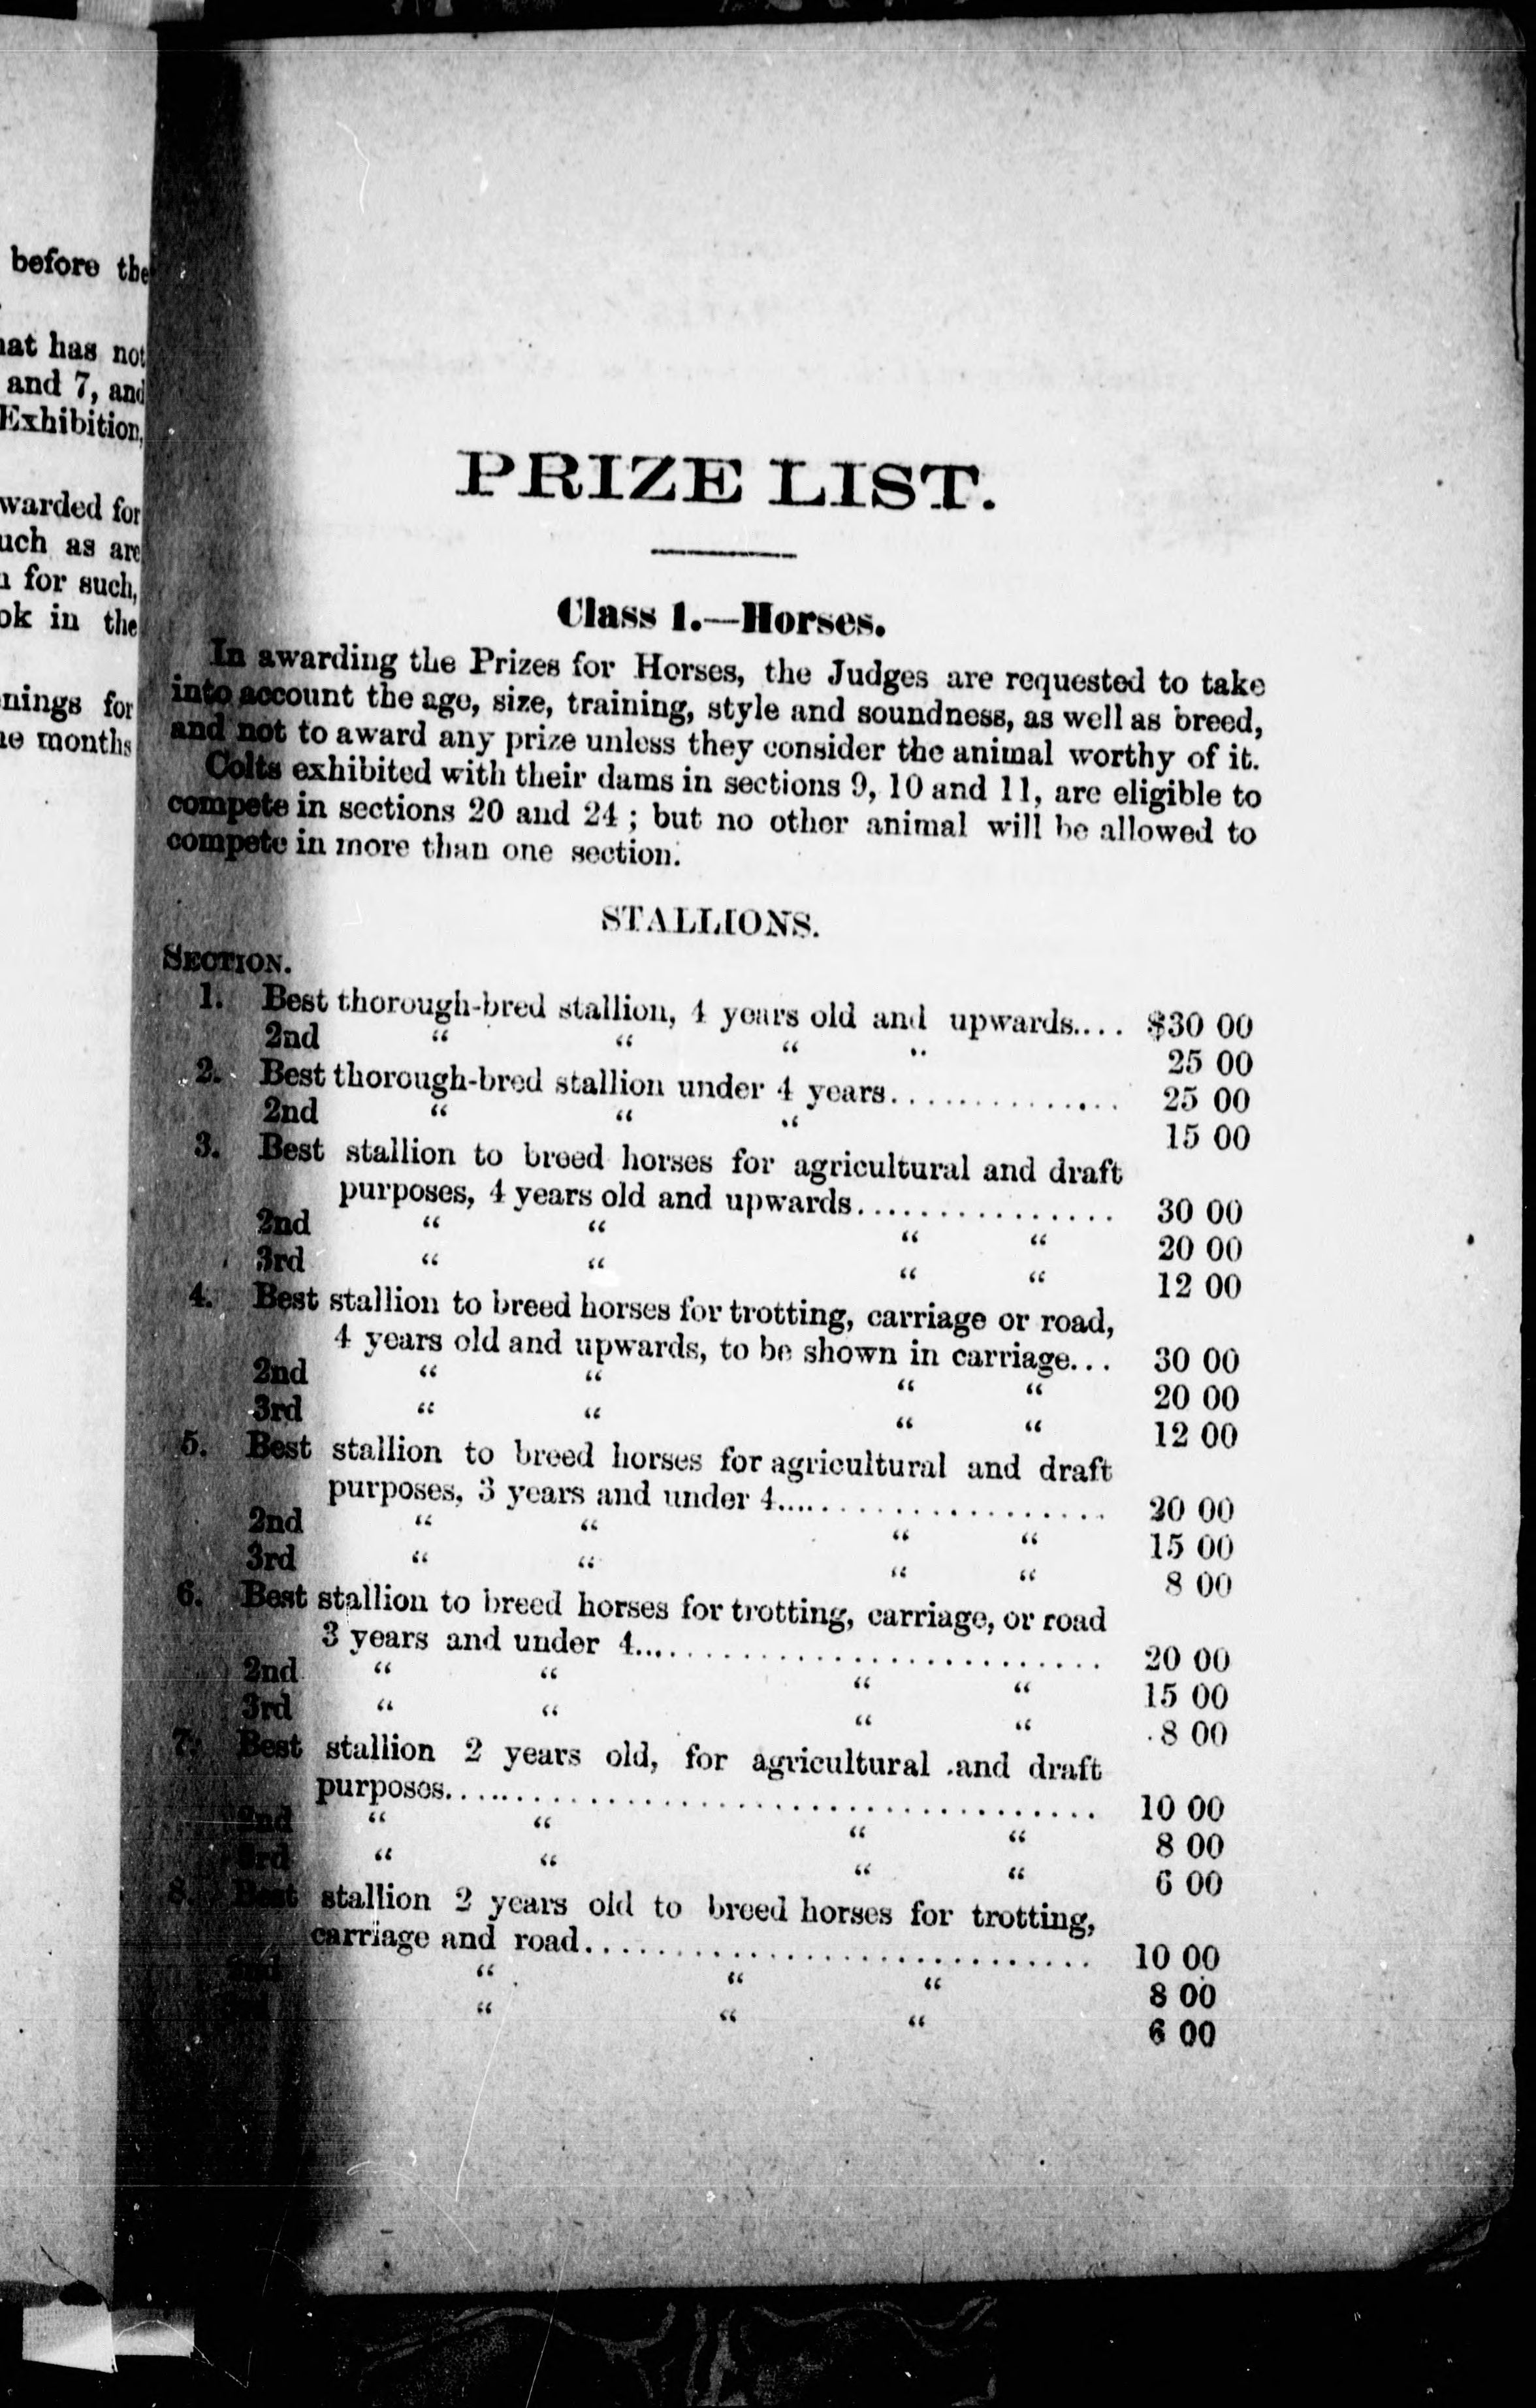 before the
hat has not
and 7, and
Exhibition,
warded for
uch as are
for such,
ok in the
nings for
months
PRIZE LIST.
Class 1.—Horses.
In awarding the Prizes for Horses, the Judges are requested to take
into account the age, size, training, style and soundness, as well as breed,
and not to award any prize unless they consider the animal worthy of it.
Colts exhibited with their dams in sections 9, 10 and 11, are eligible to
compete in sections 20 and 24 ; but no other animal will be allowed to
compete in more than one section.
STALLIONS.
SECTION.
1. Best thorough-bred stallion, 4 years old and upwards.... $30 00
2nd “ “ “ “ 25 00
2. Best thorough-bred stallion under 4 years............... 25 00
2nd “ “ “ 15 00
3. Best stallion to breed horses for agricultural and draft
purposes, 4 years old and upwards................ 30 00
2nd “ “ “ “ 20 00
3rd “ “ “ “ 12 00
4. Best stallion to breed horses for trotting, carriage or road,
4 years old and upwards, to be shown in carriage... 30 00
2nd “ “ “ “ 20 00
3rd “ “ “ “ 12 00
5. Best stallion to breed horses for agricultural and draft
purposes, 3 years and under 4.................... 20 00
2nd “ “ “ “ 15 00
3rd “ “ “ “ 8 00
6. Best stallion to breed horses for trotting, carriage, or road
3 years and under 4.............................. 20 00
2nd “ “ “ “ 15 00
3rd “ “ “ “ 8 00
7. Best stallion 2 years old, for agricultural and draft
purposes........................................ 10 00
2nd “ “ “ “ 8 00
3rd “ “ “ “ 6 00
8. Best stallion 2 years old to breed horses for trotting,
carriage and road................................ 10 00
2nd “ “ “ 8 00
“ “ “ 6 00